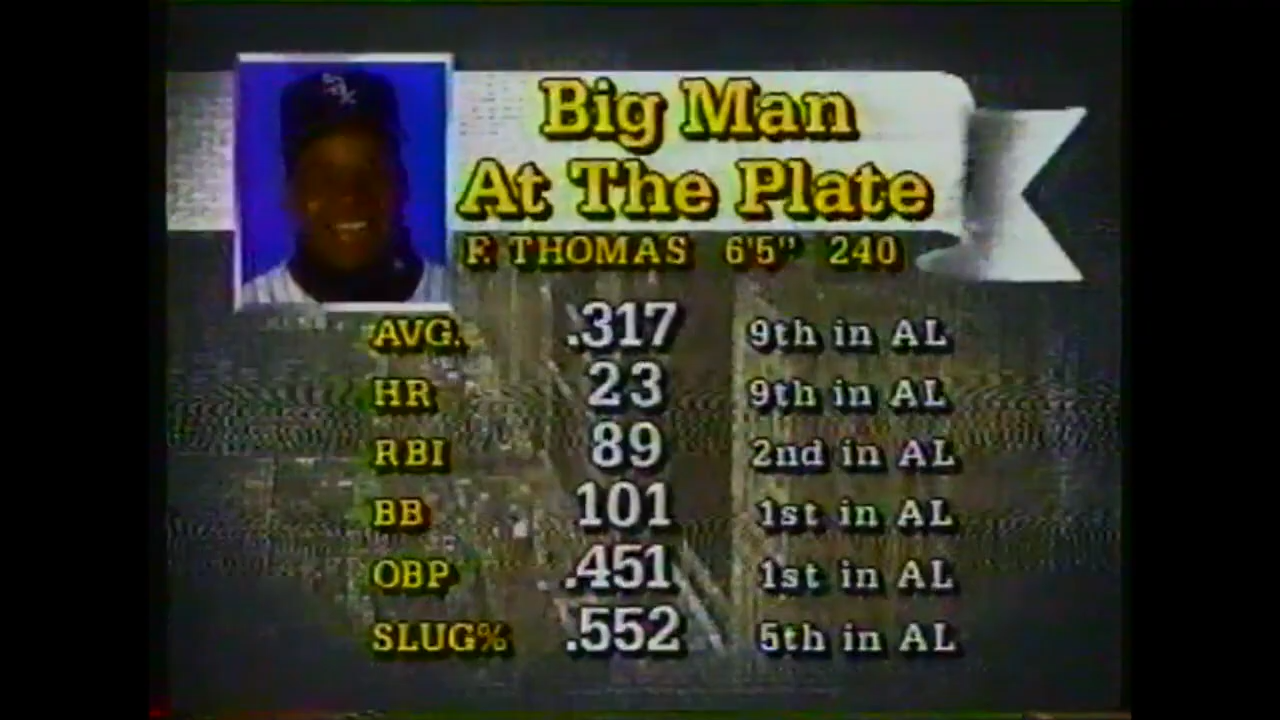 Sox
Big Man
At The Plate
F. THOMAS 6'5" 240
AVG. .317 9th in AL
HR 23 9th in AL
RBI 89 2nd in AL
BB 101 1st in AL
OBP .451 1st in AL
SLUG% .552 5th in AL